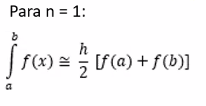 Para n = 1:
∫ₐᵇ f(x) ≅ h/2 [f(a) + f(b)]